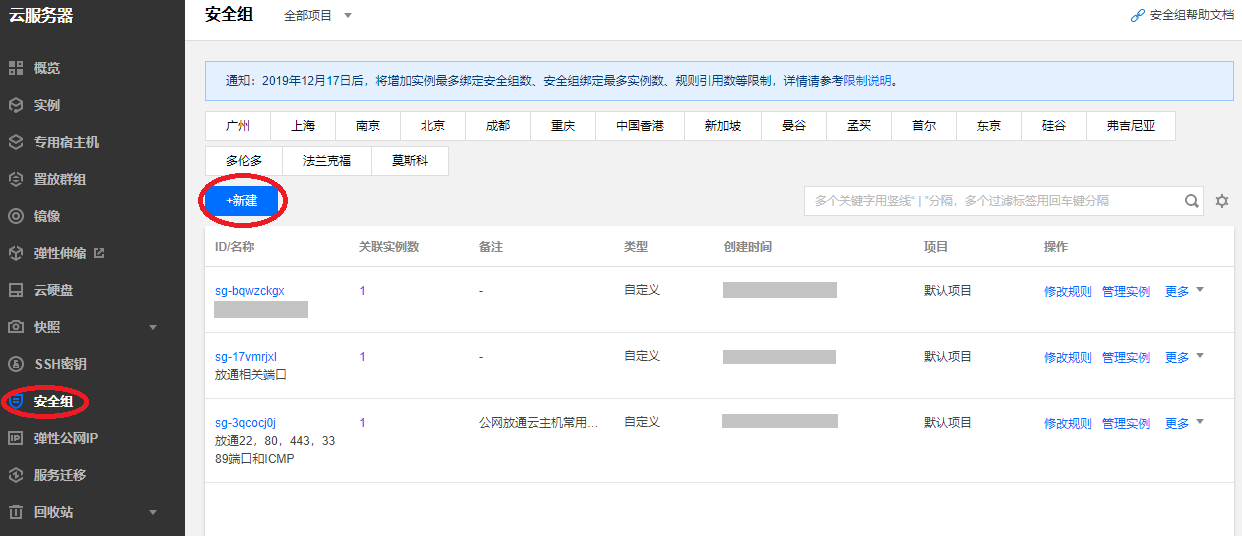 云服务器
概览
实例
专用宿主机
置放群组
镜像
弹性伸缩
云硬盘
快照
SSH密钥
安全组
弹性公网IP
服务迁移
回收站
安全组 全部项目 安全组帮助文档
通知：2019年12月17日后，将增加实例最多绑定安全组数、安全组绑定最多实例数、规则引用数等限制，详情请参考限制说明。
广州 上海 南京 北京 成都 重庆 中国香港 新加坡 曼谷 孟买 首尔 东京 硅谷 弗吉尼亚
多伦多 法兰克福 莫斯科
+新建 多个关键字用竖线“ | ”分隔，多个过滤标签用回车键分隔
ID/名称 关联实例数 备注 类型 创建时间 项目 操作
sg-bqwzckgx 1 - 自定义 默认项目 修改规则 管理实例 更多
sg-17vmrjxl 1 - 自定义 默认项目 修改规则 管理实例 更多
放通相关端口
sg-3qcocj0j 1 公网放通云主机常用... 自定义 默认项目 修改规则 管理实例 更多
放通22，80，443，33
89端口和ICMP